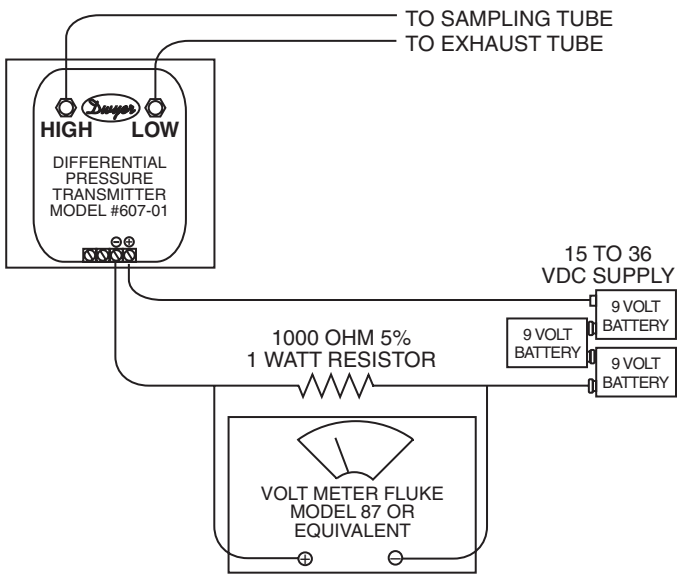 TO SAMPLING TUBE
TO EXHAUST TUBE
Dwyer
HIGH LOW
DIFFERENTIAL
PRESSURE
TRANSMITTER
MODEL #607-01
⊖ ⊕
15 TO 36
VDC SUPPLY
9 VOLT
BATTERY
9 VOLT
BATTERY
9 VOLT
BATTERY
1000 OHM 5%
1 WATT RESISTOR
VOLT METER FLUKE
MODEL 87 OR
EQUIVALENT
⊕ ⊖